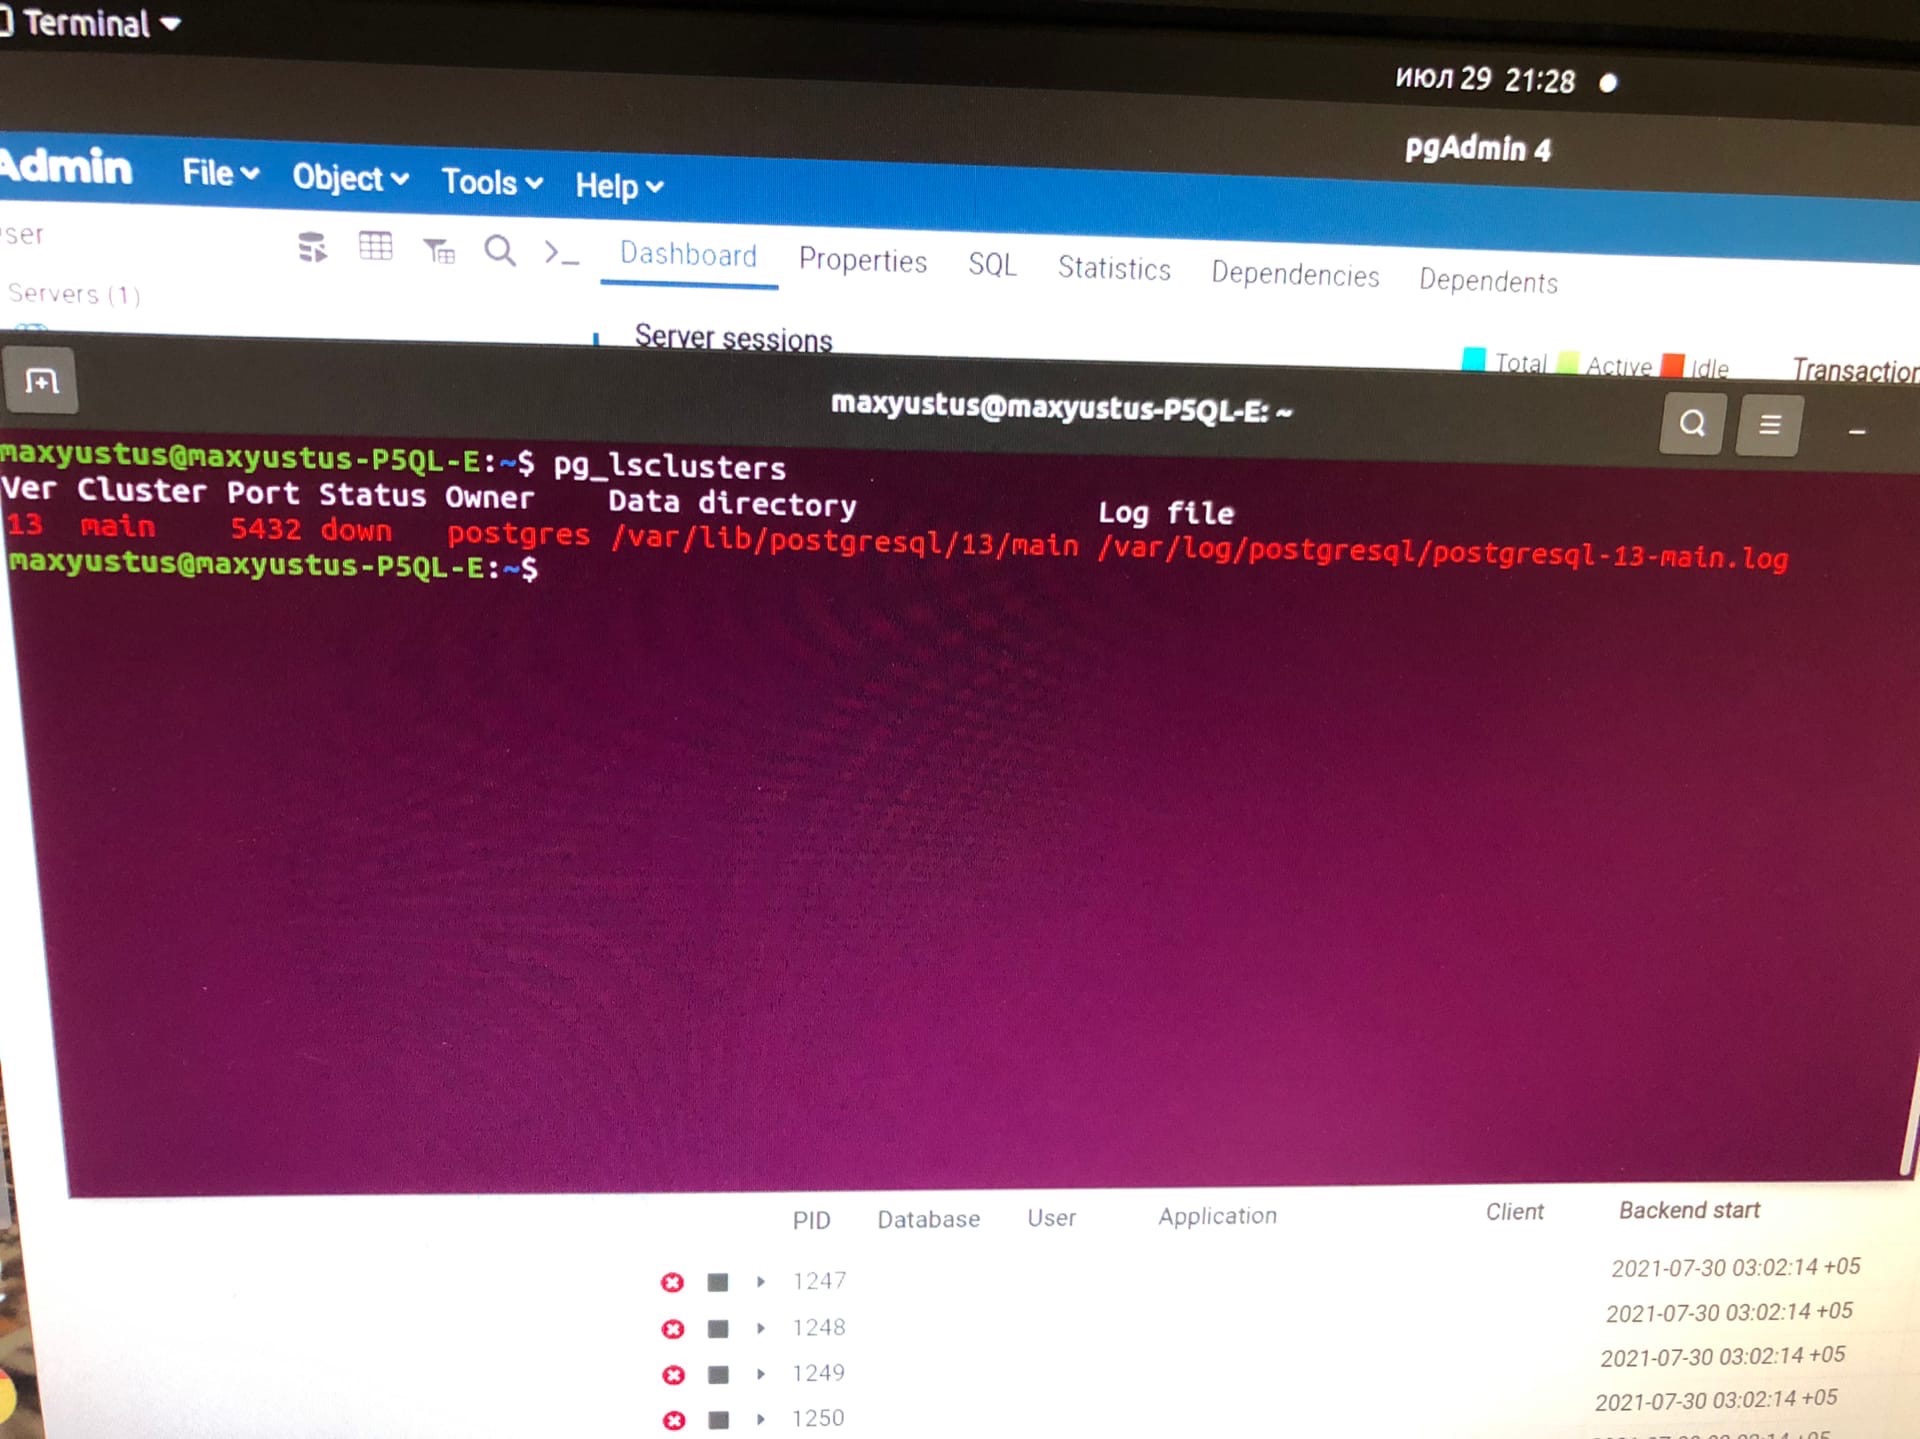 Terminal
июл 29 21:28
pgAdmin 4
Admin File Object Tools Help
ser
Dashboard Properties SQL Statistics Dependencies Dependents
Servers (1)
Server sessions
Total Active Idle
Transaction
maxyustus@maxyustus-P5QL-E: ~
maxyustus@maxyustus-P5QL-E:~$ pg_lsclusters
Ver Cluster Port Status Owner Data directory Log file
13 main 5432 down postgres /var/lib/postgresql/13/main /var/log/postgresql/postgresql-13-main.log
maxyustus@maxyustus-P5QL-E:~$
PID Database User Application Client Backend start
1247 2021-07-30 03:02:14 +05
1248 2021-07-30 03:02:14 +05
1249 2021-07-30 03:02:14 +05
1250 2021-07-30 03:02:14 +05